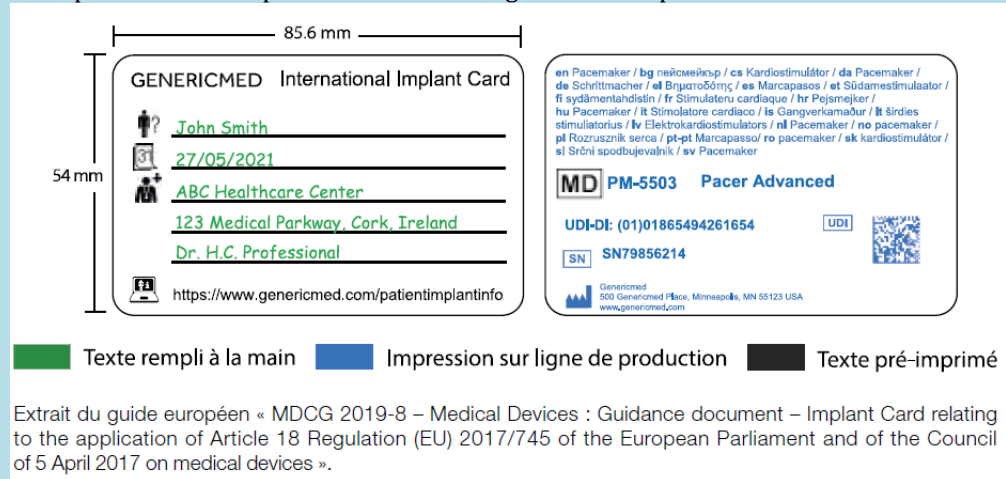 85.6 mm
54 mm
GENERICMED International Implant Card
John Smith
31
27/05/2021
ABC Healthcare Center
123 Medical Parkway, Cork, Ireland
Dr. H.C. Professional
https://www.genericmed.com/patientimplantinfo
en Pacemaker / bg пейсмейкър / cs Kardiostimulátor / da Pacemaker /
de Schrittmacher / el Βηματοδότης / es Marcapasos / et Südamestimulaator /
fi sydämentahdistin / fr Stimulateru cardiaque / hr Pejsmejker /
hu Pacemaker / it Stimolatore cardiaco / is Gangverkamaður / lt širdies
stimuliatorius / lv Elektrokardiostimulators / nl Pacemaker / no pacemaker /
pl Rozrusznik serca / pt-pt Marcapasso/ ro pacemaker / sk kardiostimulátor /
sl Srčni spodbujevalnik / sv Pacemaker
MD PM-5503 Pacer Advanced
UDI-DI: (01)01865494261654 UDI
SN SN79856214
Genericmed
500 Genericmed Place, Minneapolis, MN 55123 USA
www.genericmed.com
Texte rempli à la main Impression sur ligne de production Texte pré-imprimé
Extrait du guide européen « MDCG 2019-8 – Medical Devices : Guidance document – Implant Card relating
to the application of Article 18 Regulation (EU) 2017/745 of the European Parliament and of the Council
of 5 April 2017 on medical devices ».